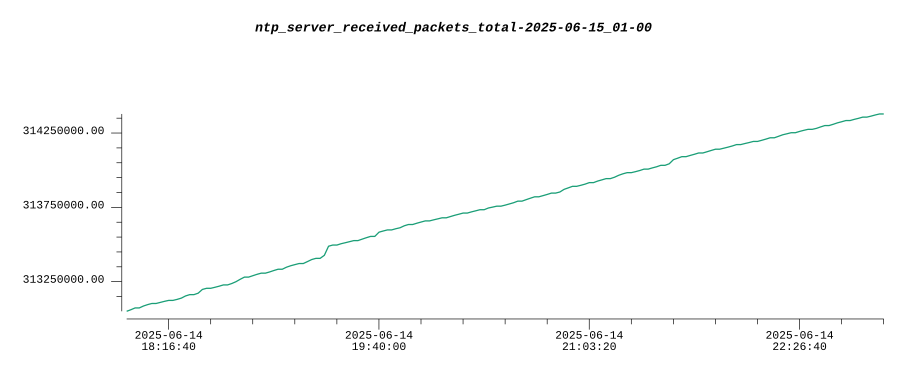 ntp_server_received_packets_total-2025-06-15_01-00
314250000.00
313750000.00
313250000.00
2025-06-14 2025-06-14 2025-06-14 2025-06-14
18:16:40 19:40:00 21:03:20 22:26:40